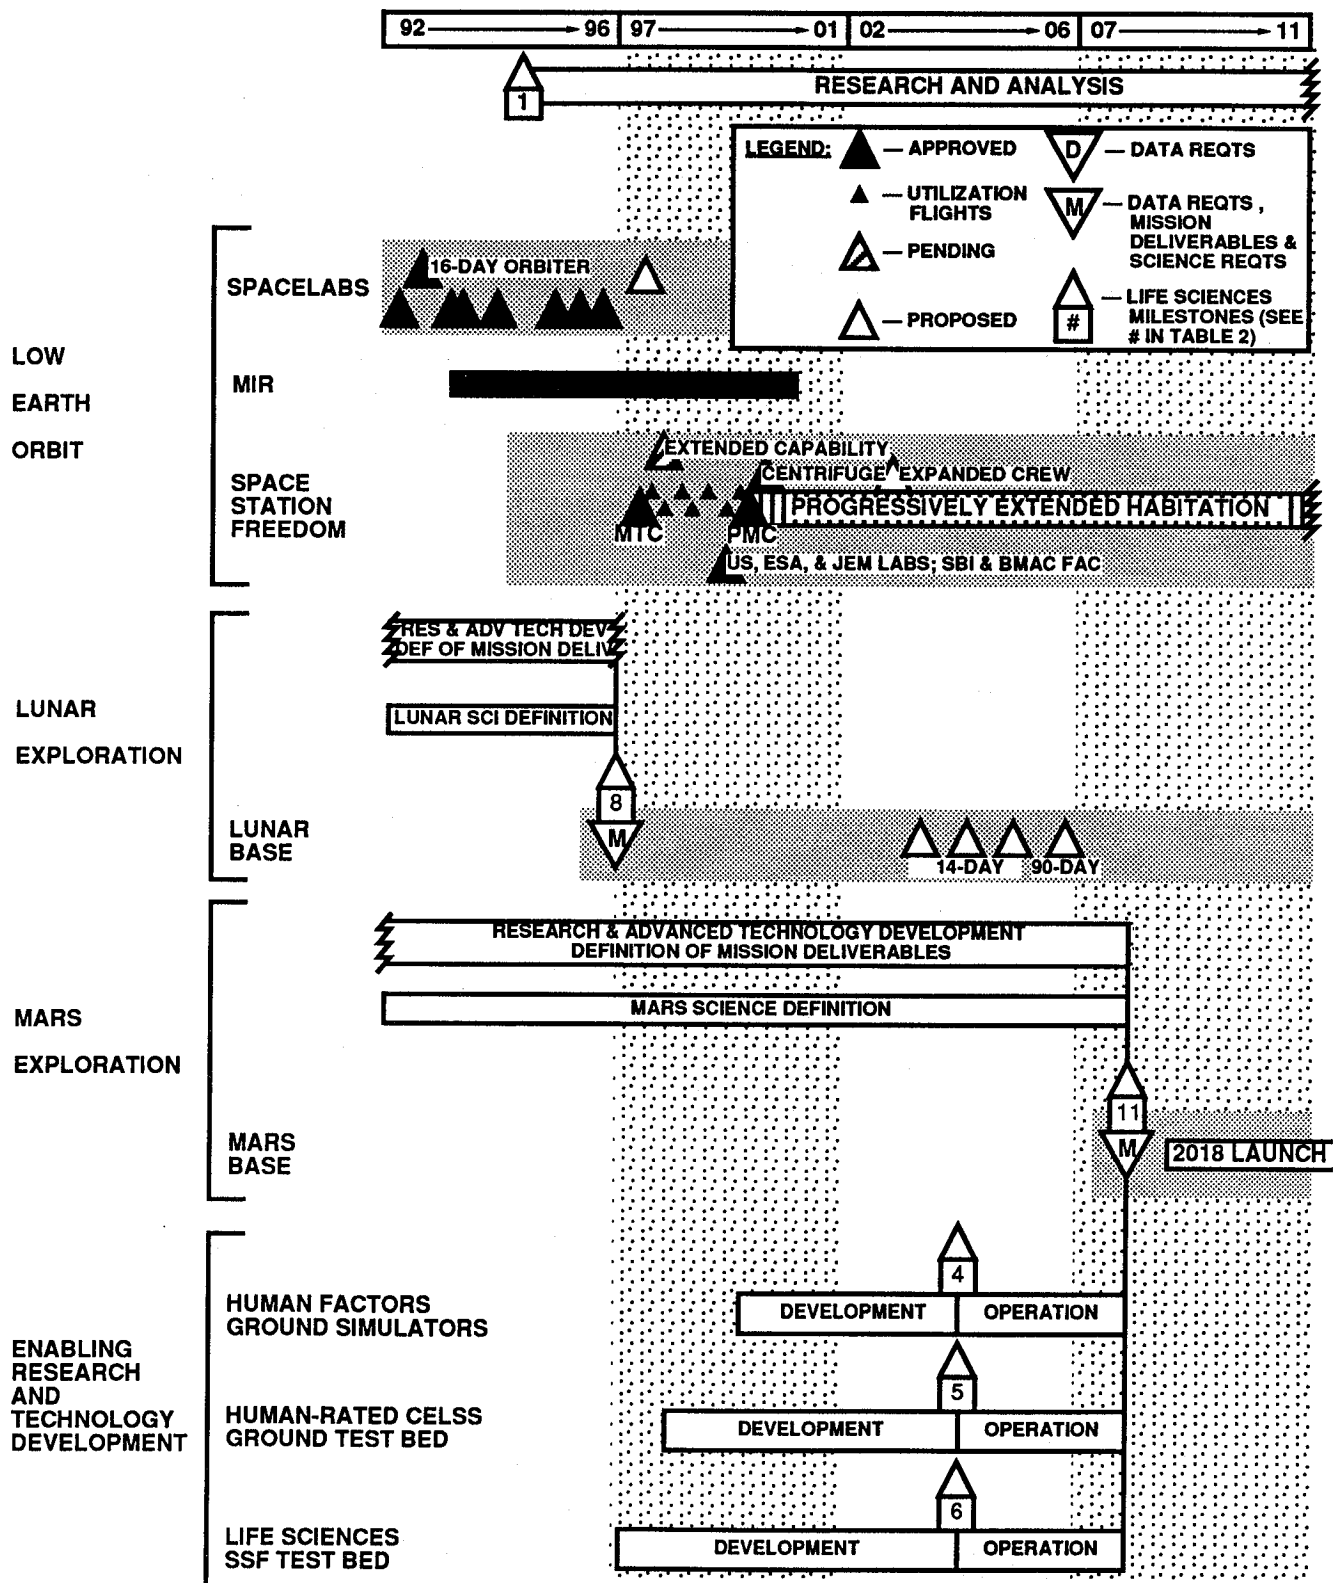 92 96 97 01 02 06 07 11
RESEARCH AND ANALYSIS
1
LEGEND:
— APPROVED
— UTILIZATION
FLIGHTS
— PENDING
— PROPOSED
D — DATA REQTS
M — DATA REQTS ,
MISSION
DELIVERABLES &
SCIENCE REQTS
# — LIFE SCIENCES
MILESTONES (SEE
# IN TABLE 2)
LOW
EARTH
ORBIT
SPACELABS
16-DAY ORBITER
MIR
SPACE
STATION
FREEDOM
EXTENDED CAPABILITY
CENTRIFUGE
EXPANDED CREW
PROGRESSIVELY EXTENDED HABITATION
MTC
PMC
US, ESA, & JEM LABS; SBI & BMAC FAC
LUNAR
EXPLORATION
RES & ADV TECH DEV
DEF OF MISSION DELIV
LUNAR SCI DEFINITION
8
M
LUNAR
BASE
14-DAY
90-DAY
MARS
EXPLORATION
RESEARCH & ADVANCED TECHNOLOGY DEVELOPMENT
DEFINITION OF MISSION DELIVERABLES
MARS SCIENCE DEFINITION
11
M
MARS
BASE
2018 LAUNCH
ENABLING
RESEARCH
AND
TECHNOLOGY
DEVELOPMENT
4
HUMAN FACTORS
GROUND SIMULATORS
DEVELOPMENT
OPERATION
5
HUMAN-RATED CELSS
GROUND TEST BED
DEVELOPMENT
OPERATION
6
LIFE SCIENCES
SSF TEST BED
DEVELOPMENT
OPERATION